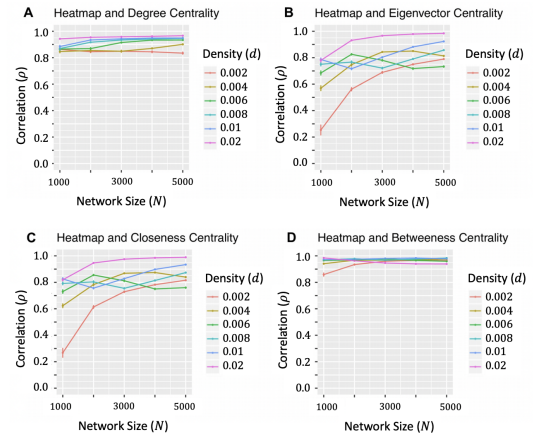 A Heatmap and Degree Centrality
Correlation (ρ)
1.0
0.8
0.6
0.4
0.2
0.0
1000 3000 5000
Network Size (N)
Density (d)
0.002
0.004
0.006
0.008
0.01
0.02
B Heatmap and Eigenvector Centrality
Correlation (ρ)
1.0
0.8
0.6
0.4
0.2
0.0
1000 3000 5000
Network Size (N)
Density (d)
0.002
0.004
0.006
0.008
0.01
0.02
C Heatmap and Closeness Centrality
Correlation (ρ)
1.0
0.8
0.6
0.4
0.2
0.0
1000 3000 5000
Network Size (N)
Density (d)
0.002
0.004
0.006
0.008
0.01
0.02
D Heatmap and Betweeness Centrality
Correlation (ρ)
1.0
0.8
0.6
0.4
0.2
0.0
1000 3000 5000
Network Size (N)
Density (d)
0.002
0.004
0.006
0.008
0.01
0.02